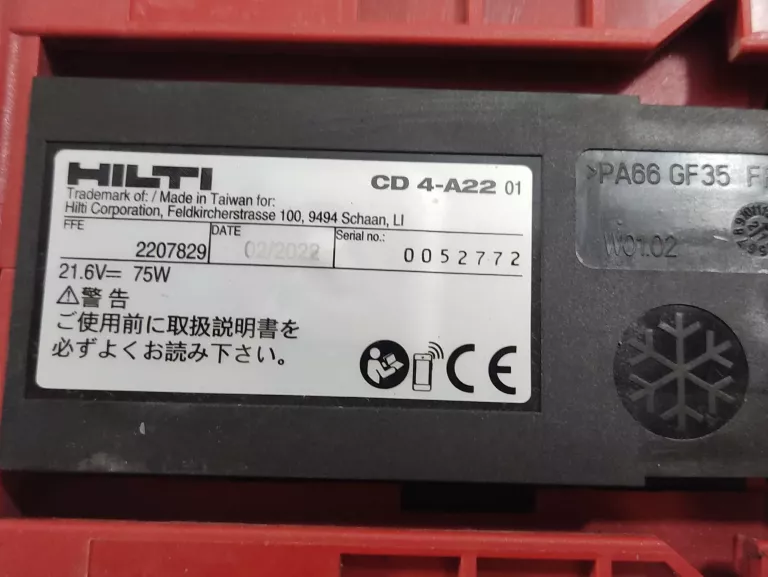 HILTI
CD 4-A22 01
Trademark of: / Made in Taiwan for:
Hilti Corporation, Feldkircherstrasse 100, 9494 Schaan, LI
FFE
2207829
DATE
02/2022
Serial no.:
0052772
21.6V⎓ 75W
⚠警告
ご使用前に取扱説明書を
必ずよくお読み下さい。
CE
>PA66 GF35
W01.02